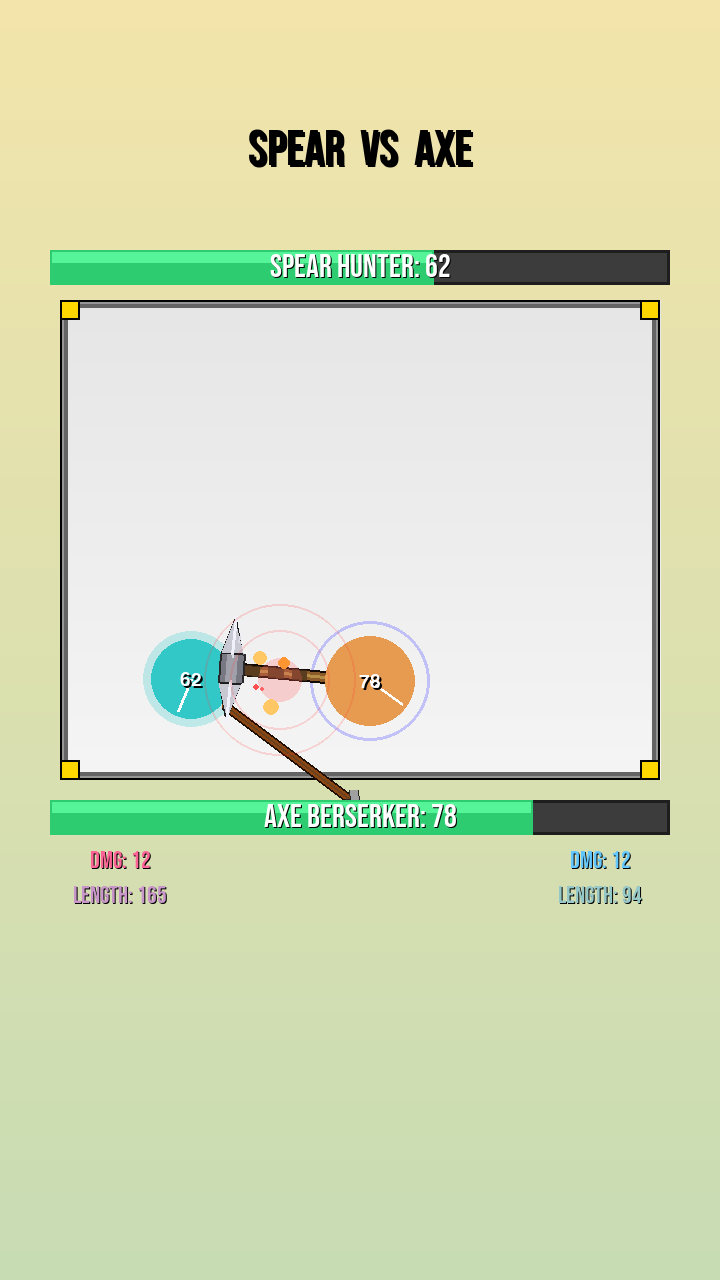 SPEAR VS AXE
SPEAR HUNTER: 62
62
78
AXE BERSERKER: 78
DMG: 12
DMG: 12
LENGTH: 165
LENGTH: 94